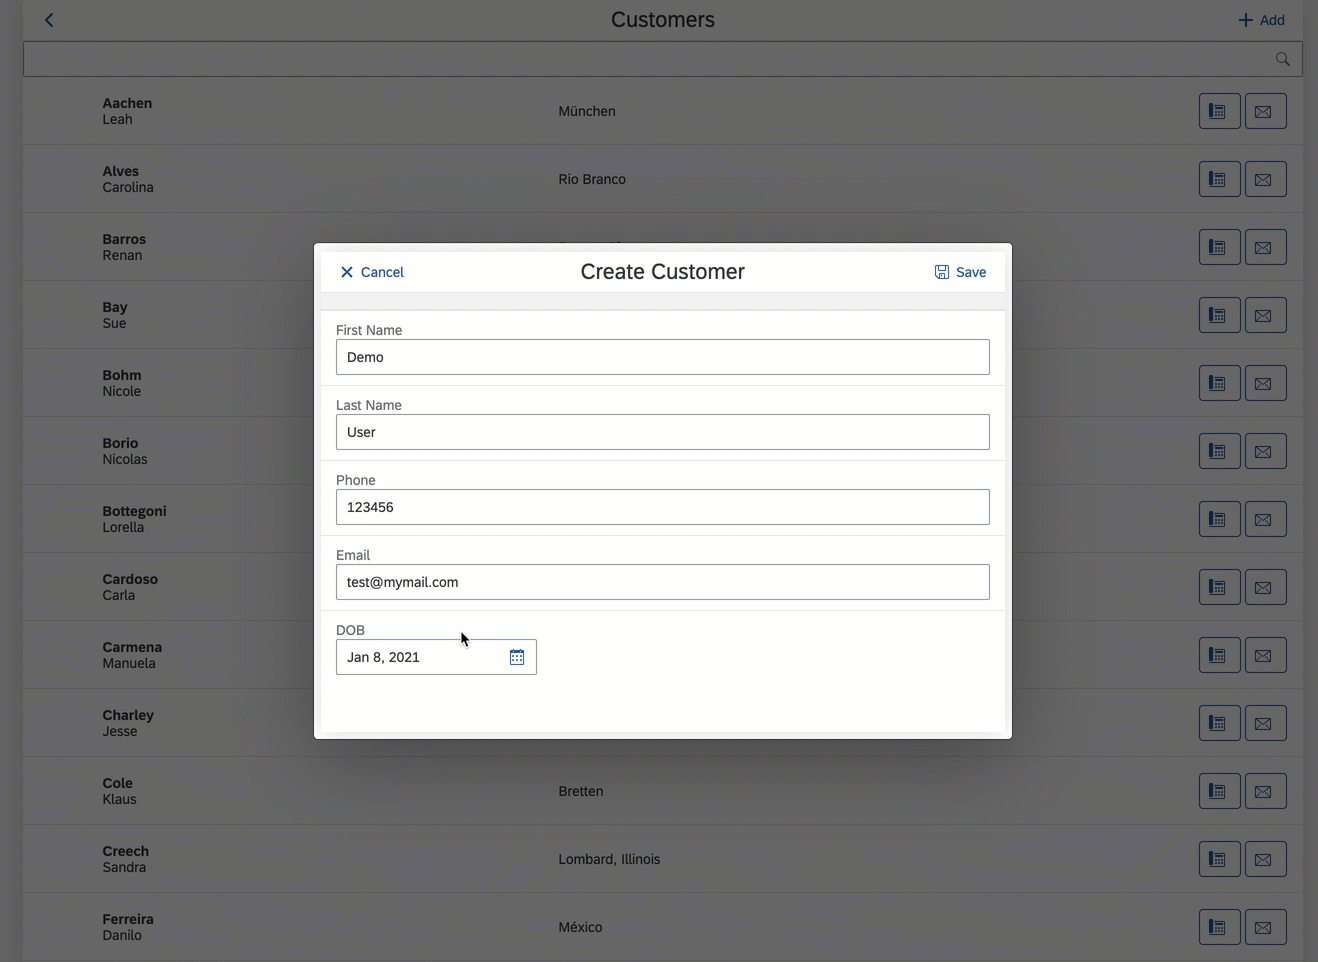 Customers
Add
Aachen
Leah
München
Alves
Carolina
Rio Branco
Barros
Renan
Bay
Sue
Bohm
Nicole
Borio
Nicolas
Bottegoni
Lorella
Cardoso
Carla
Carmena
Manuela
Charley
Jesse
Cole
Klaus
Bretten
Creech
Sandra
Lombard, Illinois
Ferreira
Danilo
México
Cancel
Create Customer
Save
First Name
Demo
Last Name
User
Phone
123456
Email
test@mymail.com
DOB
Jan 8, 2021